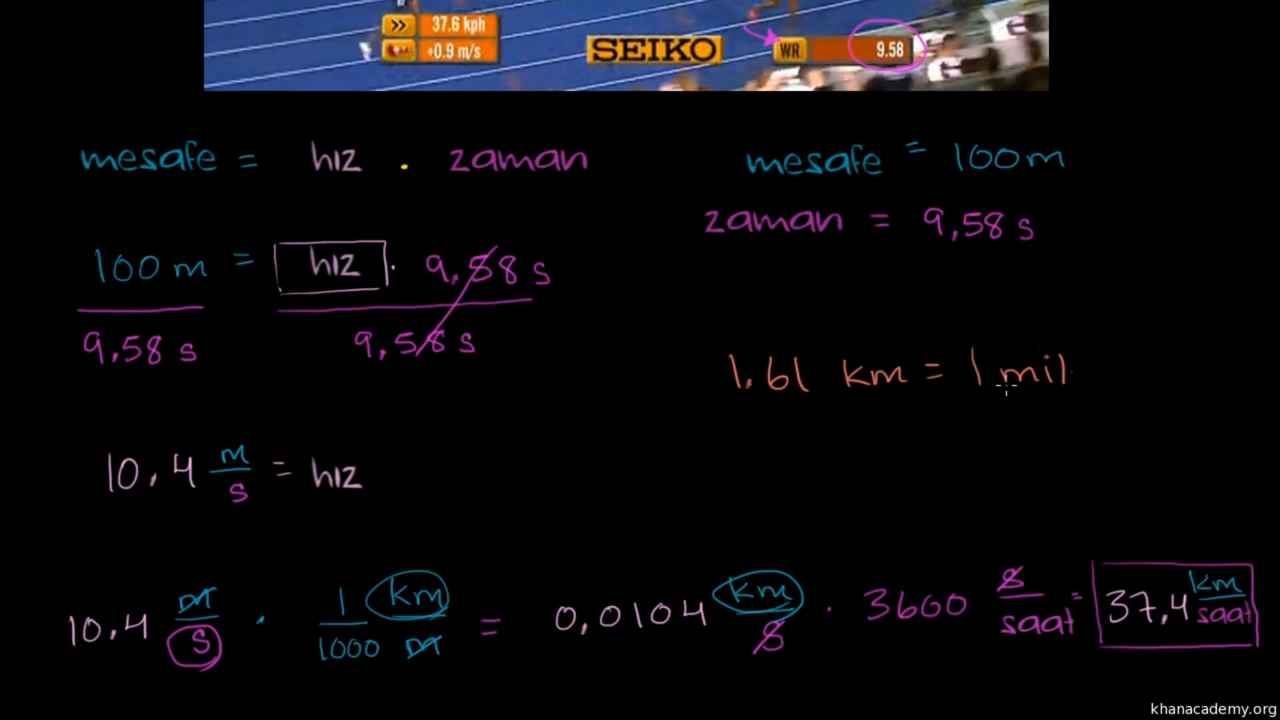 37.6 kph
+0.9 m/s
SEIKO
WR 9.58
mesafe = hız . zaman
mesafe = 100m
zaman = 9,58 s
100 m = hız . 9,58 s
9,58 s 9,58 s
1.61 km = 1 mil
10,4 m/s = hız
10,4 m/s . 1 km/1000 m = 0,0104 km/s . 3600 s/saat = 37,4 km/saat
khanacademy.org